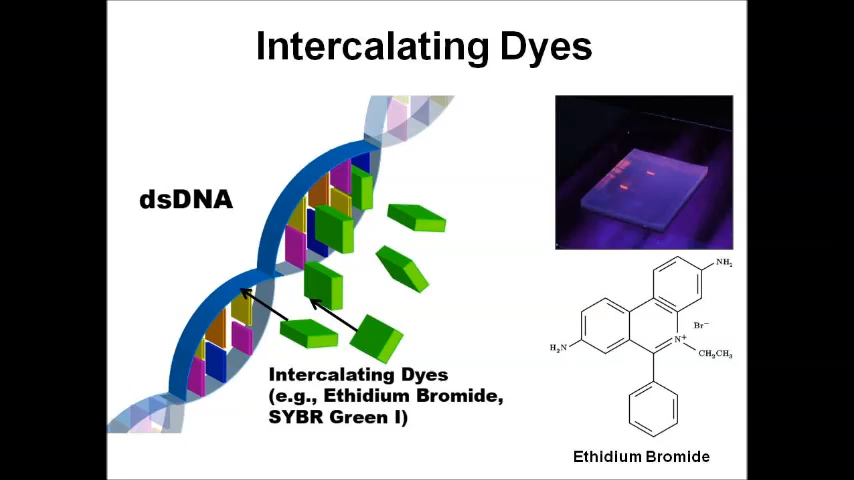 Intercalating Dyes
dsDNA
Intercalating Dyes
(e.g., Ethidium Bromide,
SYBR Green I)
NH₂
Br⁻
N⁺
CH₂CH₃
H₂N
Ethidium Bromide